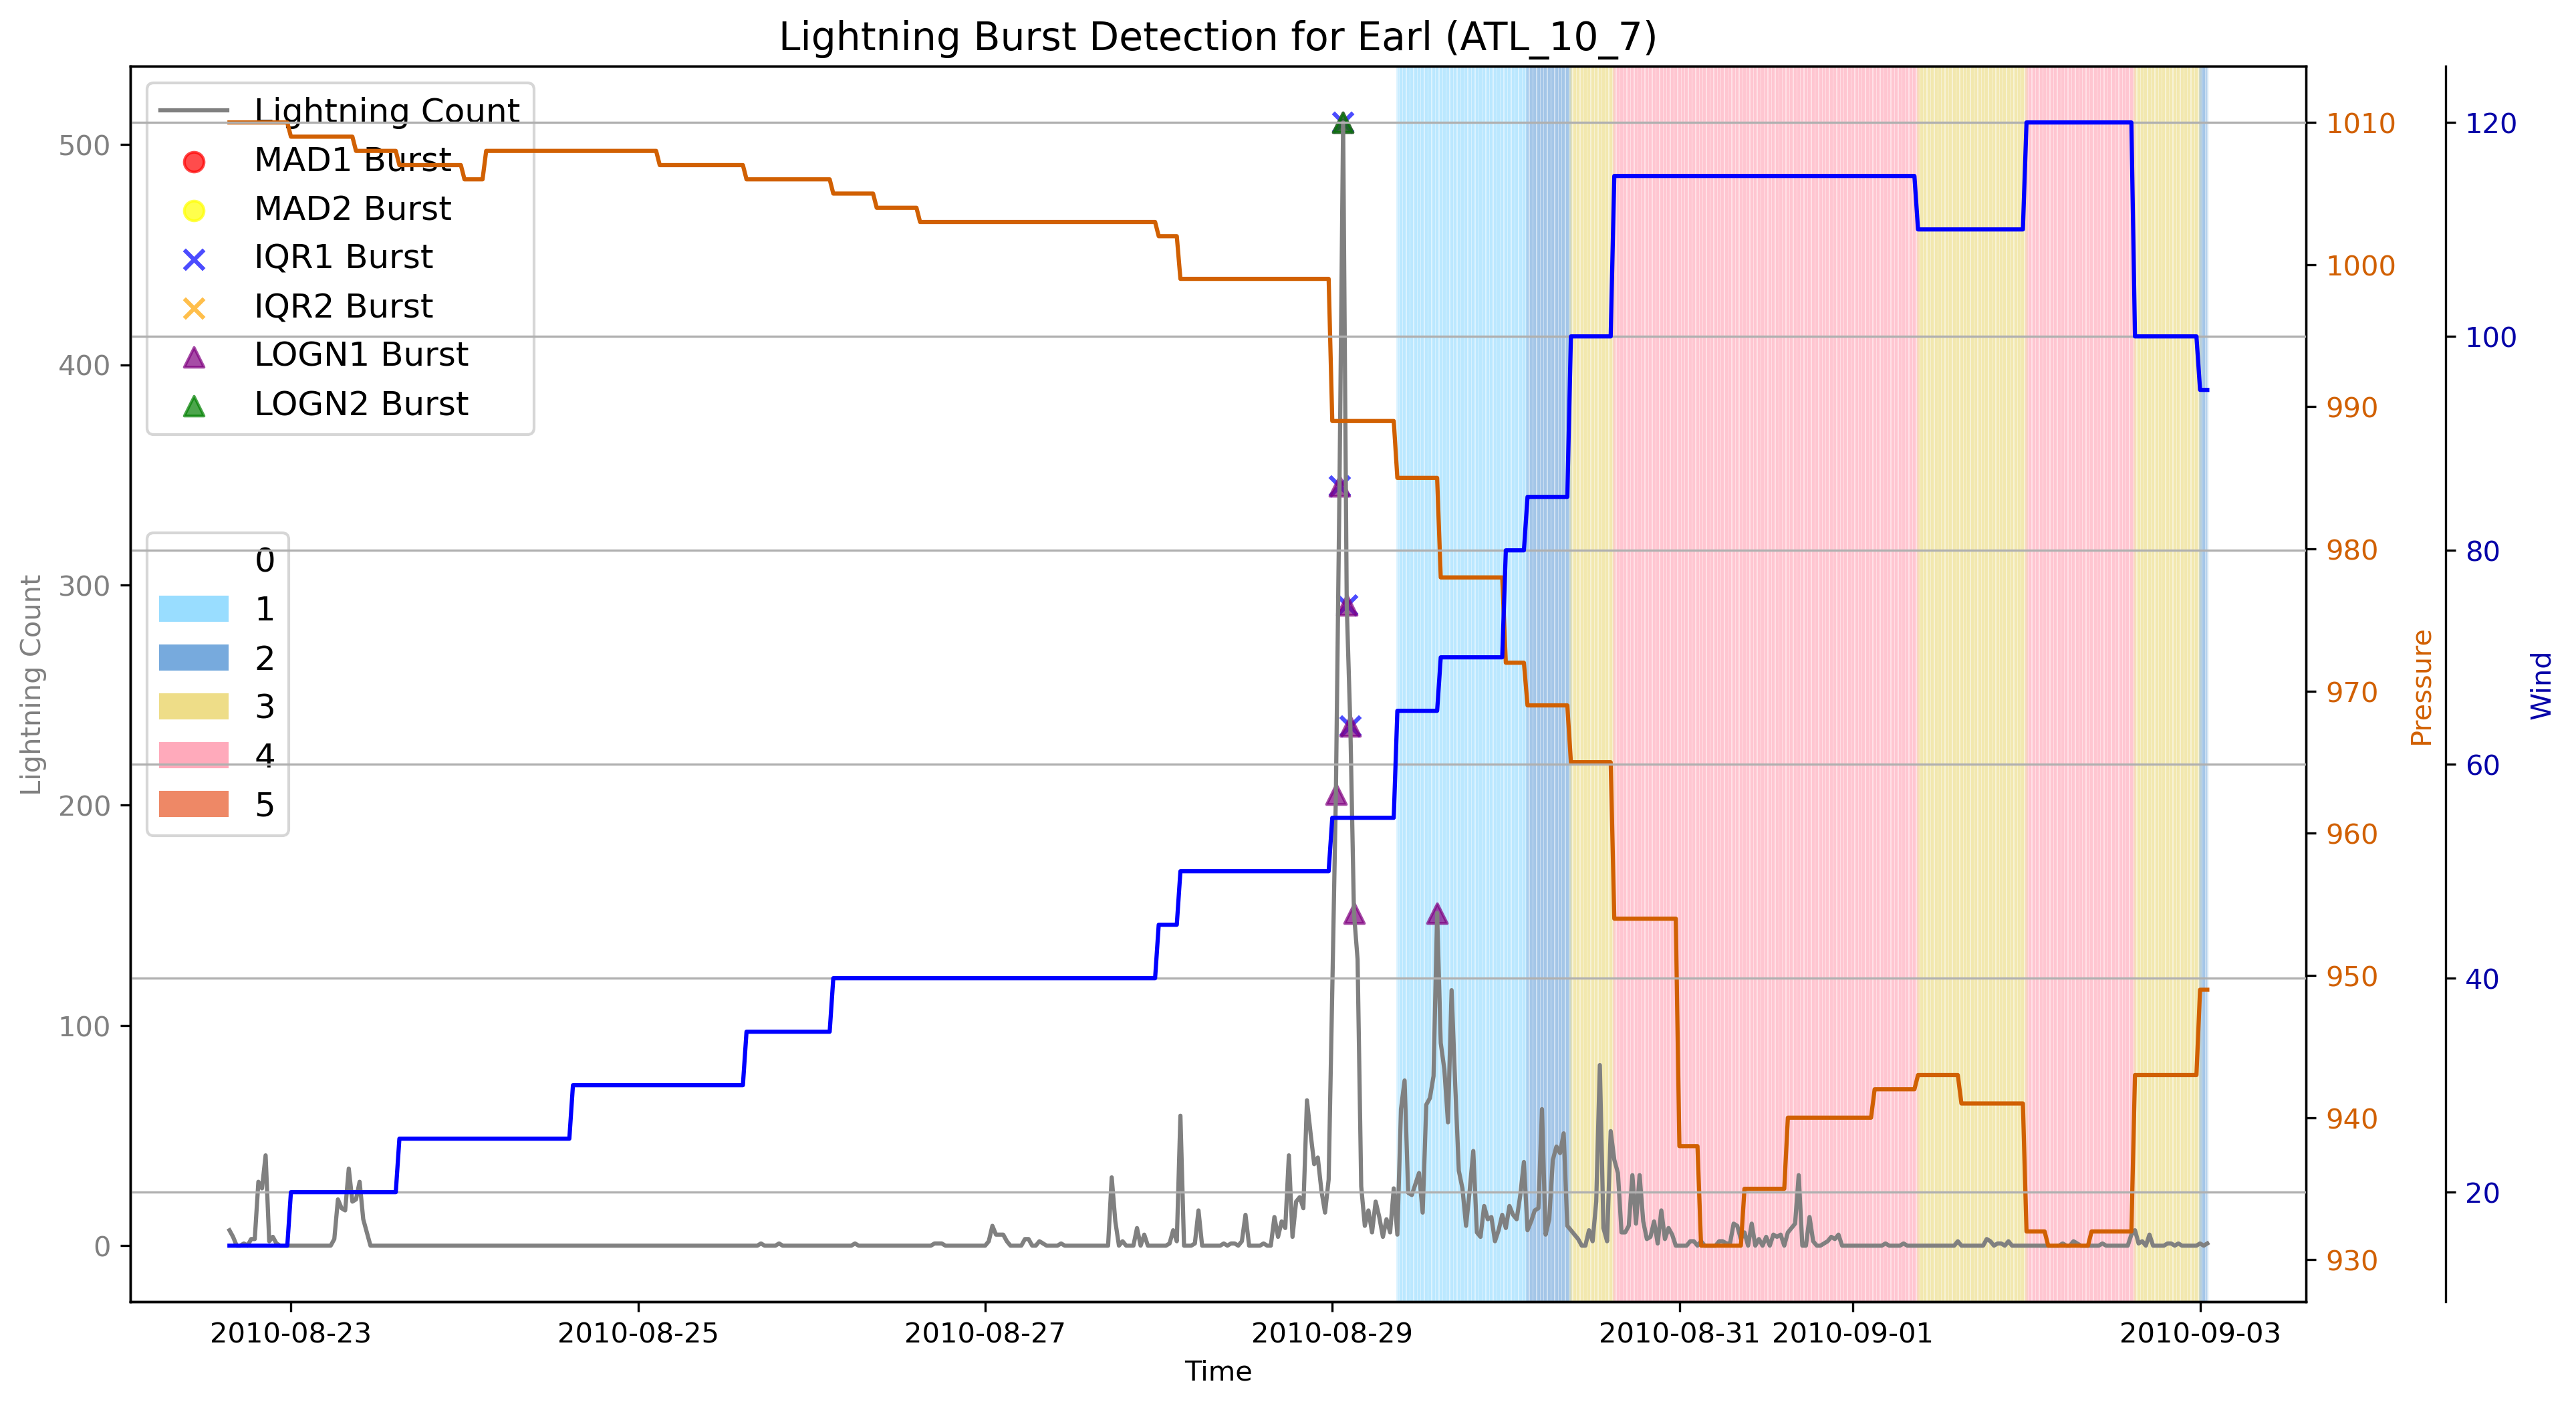 Lightning Burst Detection for Earl (ATL_10_7)
Lightning Count
MAD1 Burst
MAD2 Burst
IQR1 Burst
IQR2 Burst
LOGN1 Burst
LOGN2 Burst
0
1
2
3
4
5
Lightning Count
500
400
300
200
100
0
1010
1000
990
980
970
960
950
940
930
Pressure
120
100
80
60
40
20
Wind
2010-08-23
2010-08-25
2010-08-27
2010-08-29
2010-08-31
2010-09-01
2010-09-03
Time